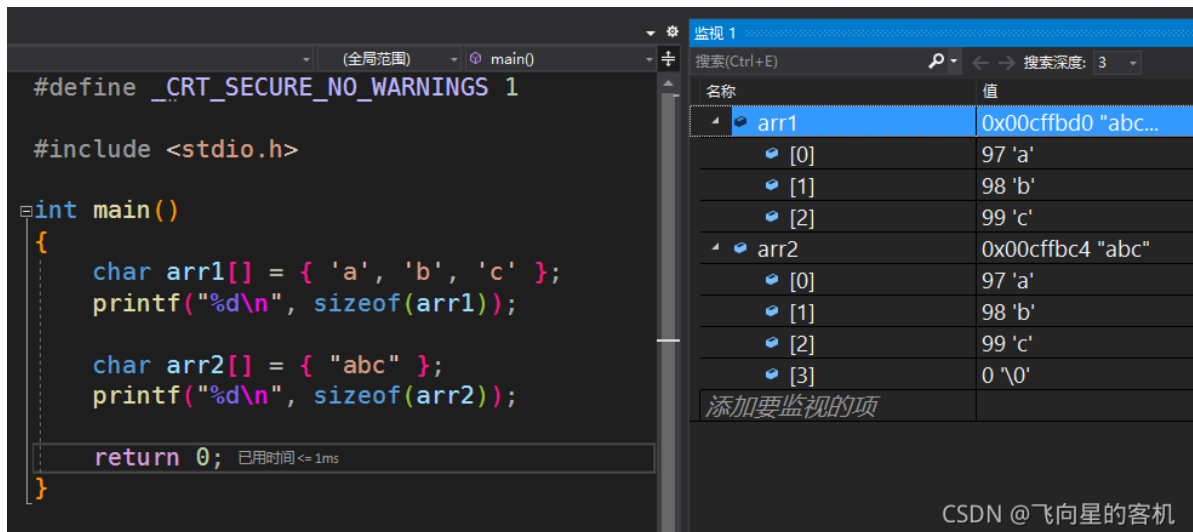 (全局范围) main()
#define _CRT_SECURE_NO_WARNINGS 1
#include <stdio.h>
int main()
{
char arr1[] = { 'a', 'b', 'c' };
printf("%d\n", sizeof(arr1));
char arr2[] = { "abc" };
printf("%d\n", sizeof(arr2));
return 0; 已用时间<=1ms
}
监视 1
搜索(Ctrl+E) 搜索深度: 3
名称 值
arr1 0x00cffbd0 "abc...
[0] 97 'a'
[1] 98 'b'
[2] 99 'c'
arr2 0x00cffbc4 "abc"
[0] 97 'a'
[1] 98 'b'
[2] 99 'c'
[3] 0 '\0'
添加要监视的项
CSDN @飞向星的客机